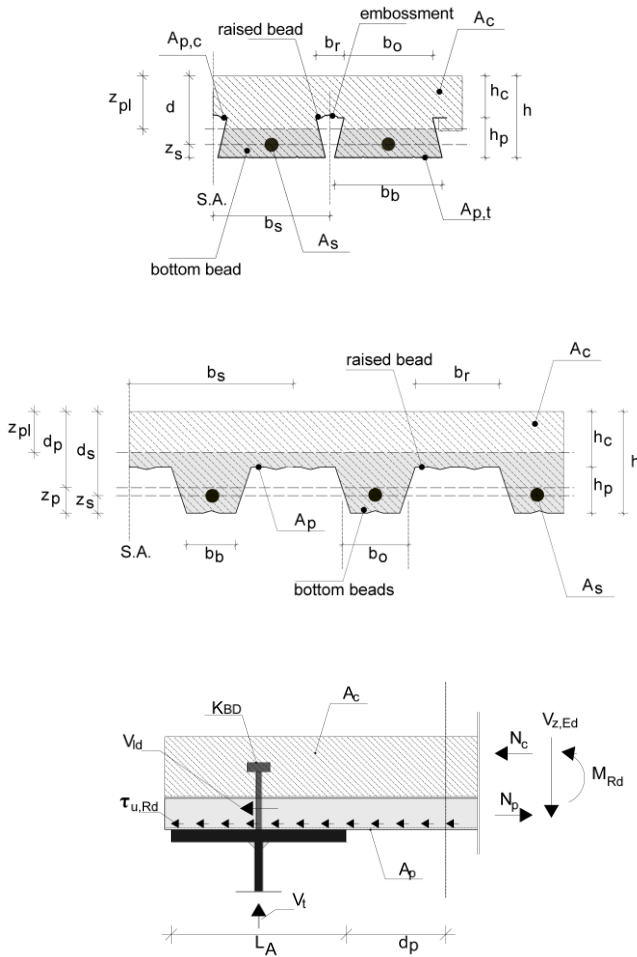 embossment
raised bead
b_r
b_o
A_c
A_p,c
z_pl
d
h_c
h
h_p
z_s
S.A.
b_b
b_s
A_s
A_p,t
bottom bead
raised bead
A_c
b_s
b_r
z_pl
d_p
d_s
h_c
h
h_p
z_p
z_s
A_p
S.A.
b_b
b_o
bottom beads
A_s
K_BD
A_c
V_z,Ed
V_ld
N_c
M_Rd
τ_u,Rd
N_p
A_p
V_t
L_A
d_p